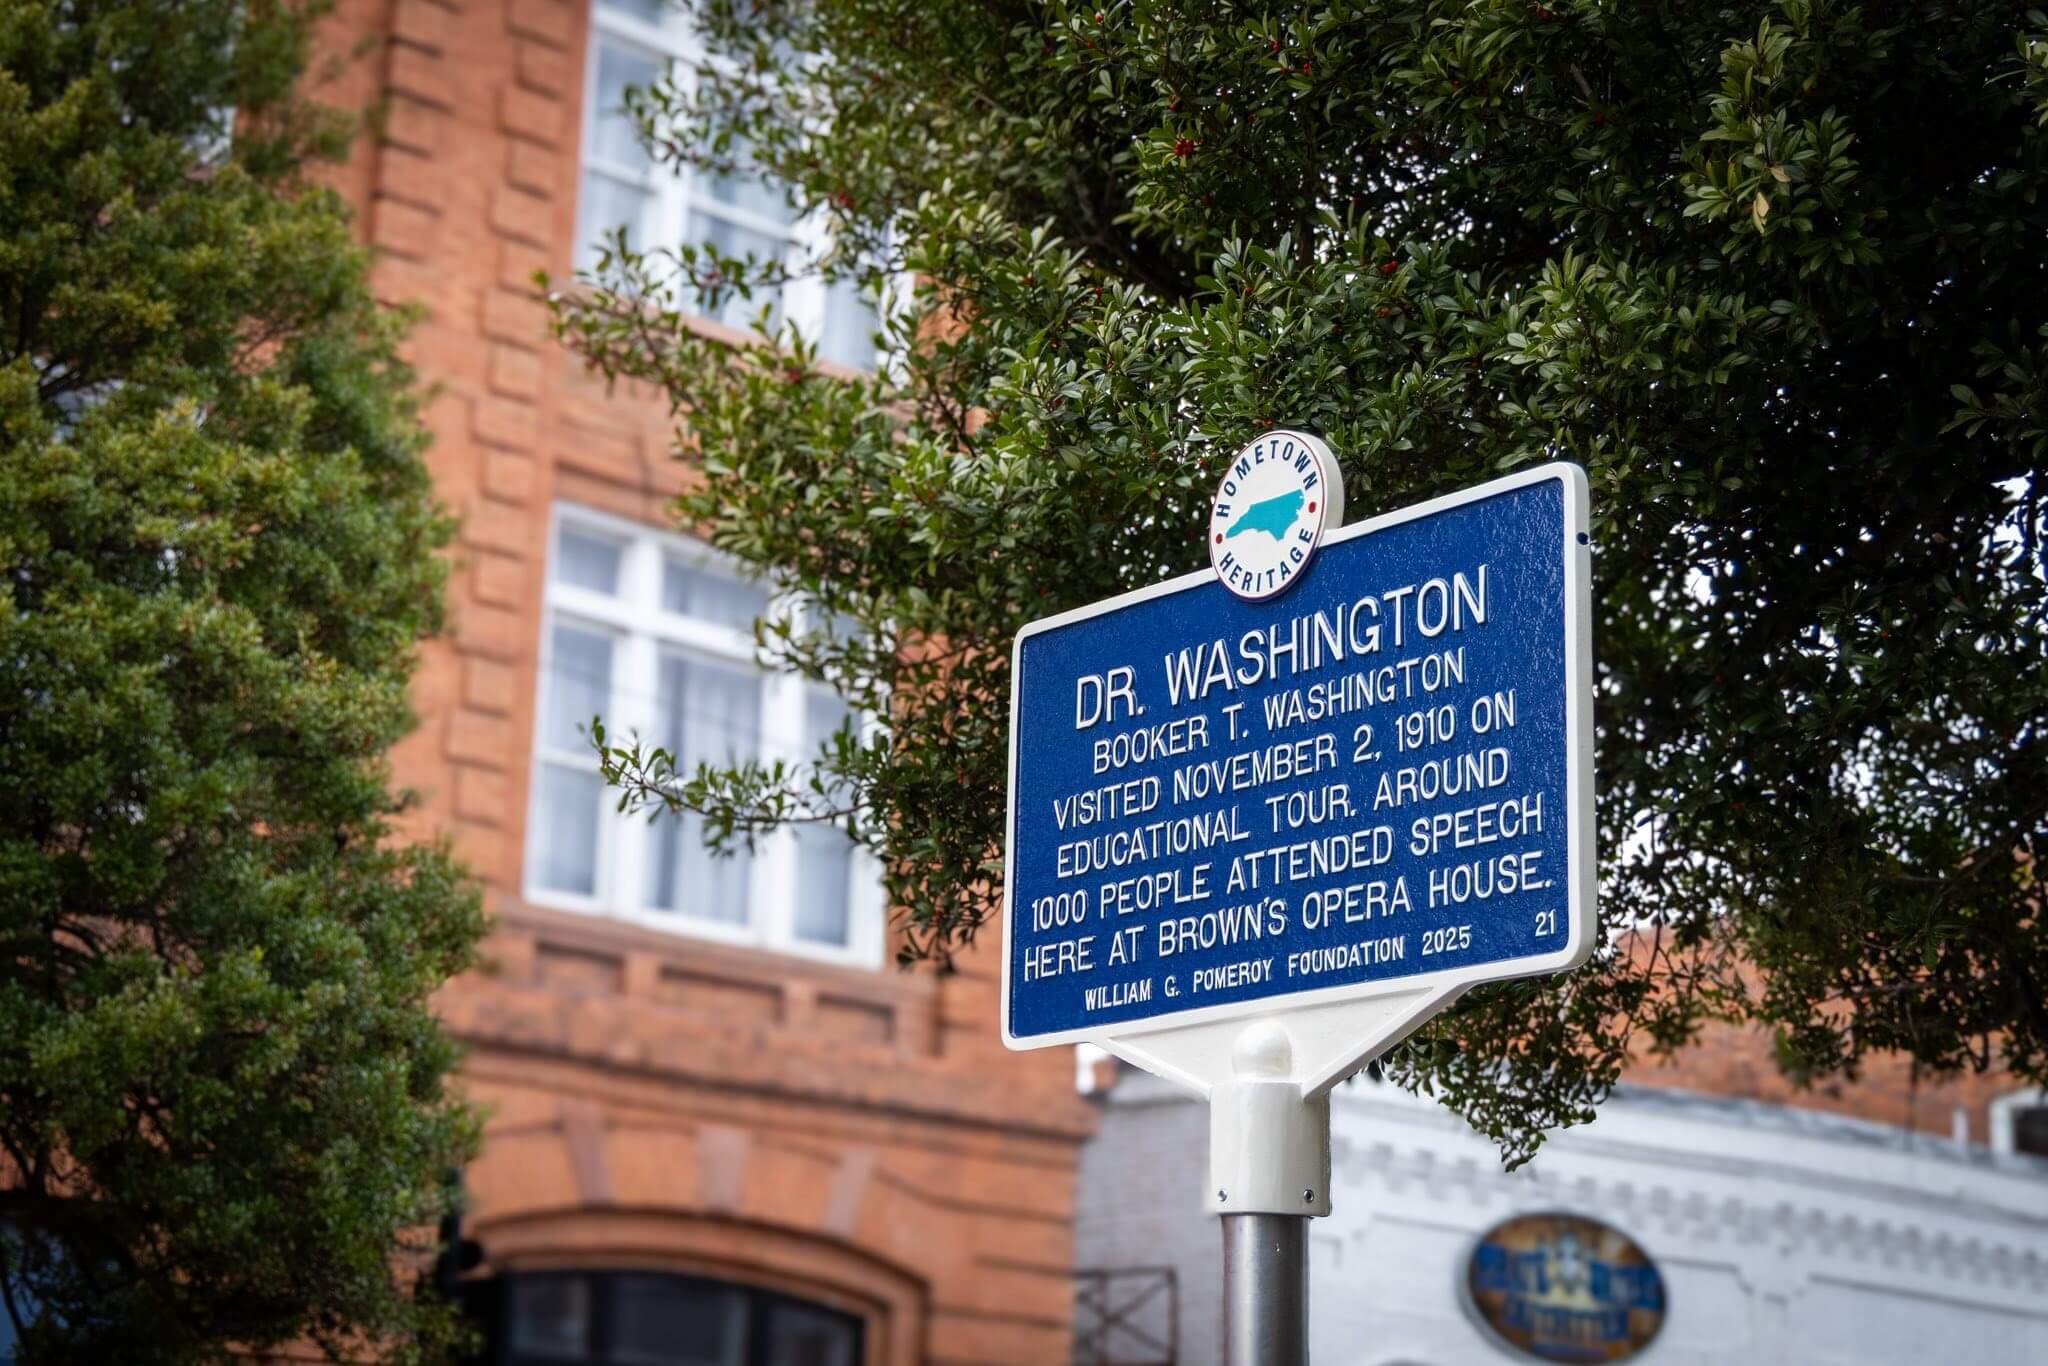 HOMETOWN
HERITAGE
DR. WASHINGTON
BOOKER T. WASHINGTON
VISITED NOVEMBER 2, 1910 ON
EDUCATIONAL TOUR. AROUND
1000 PEOPLE ATTENDED SPEECH
HERE AT BROWN'S OPERA HOUSE.
WILLIAM G. POMEROY FOUNDATION 2025 21